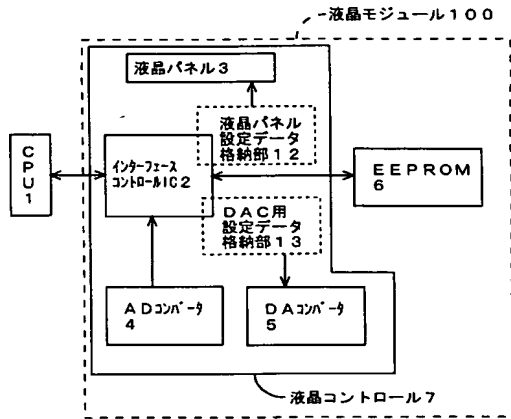 液晶モジュール100
液晶パネル3
液晶パネル
設定データ
格納部12
CPU1
インターフェース
コントロールIC2
EEPROM
6
DAC用
設定データ
格納部13
ADコンバータ
4
DAコンバータ
5
液晶コントロール7